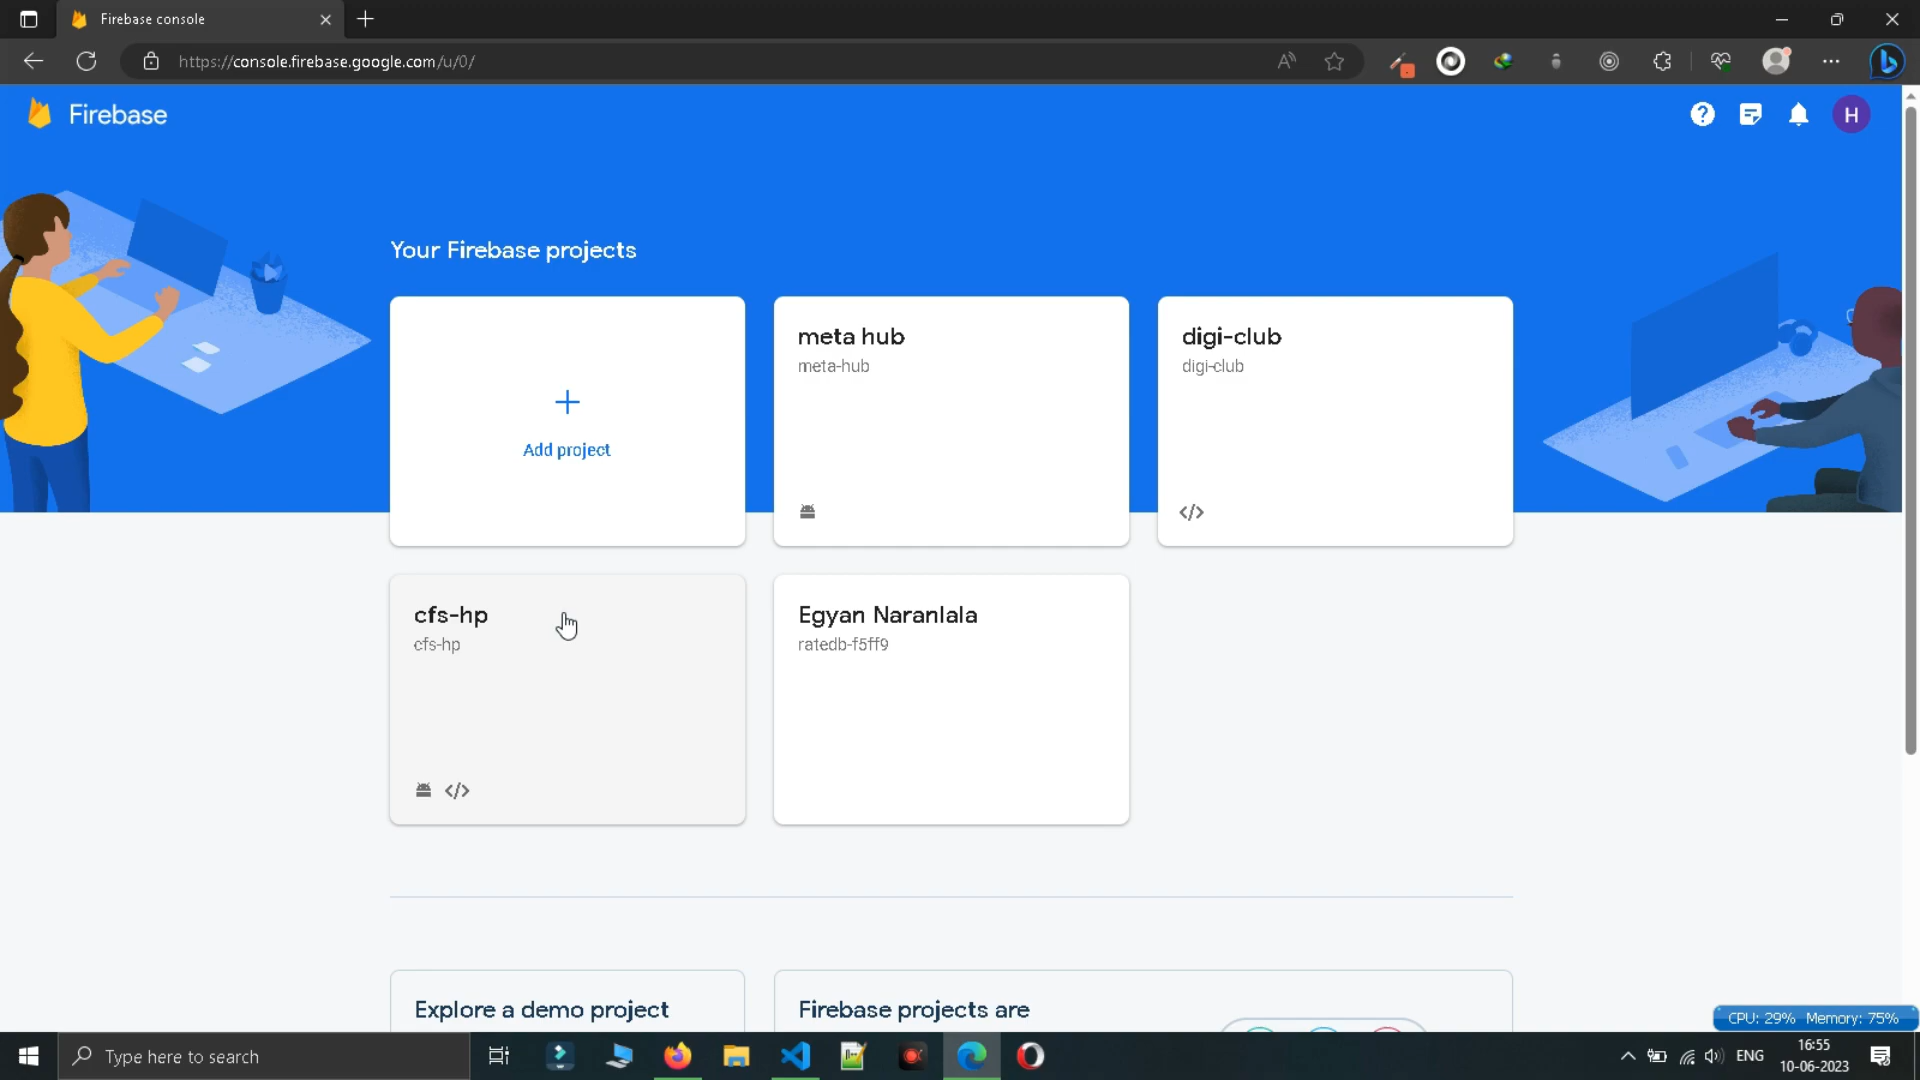 Firebase console
https://console.firebase.google.com/u/0/
Firebase
H
Your Firebase projects
Add project
meta hub
meta-hub
digi-club
digi-club
cfs-hp
cfs-hp
Egyan Naranlala
ratedb-f5ff9
Explore a demo project
Firebase projects are
CPU: 29% Memory: 75%
Type here to search
ENG
16:55
10-06-2023